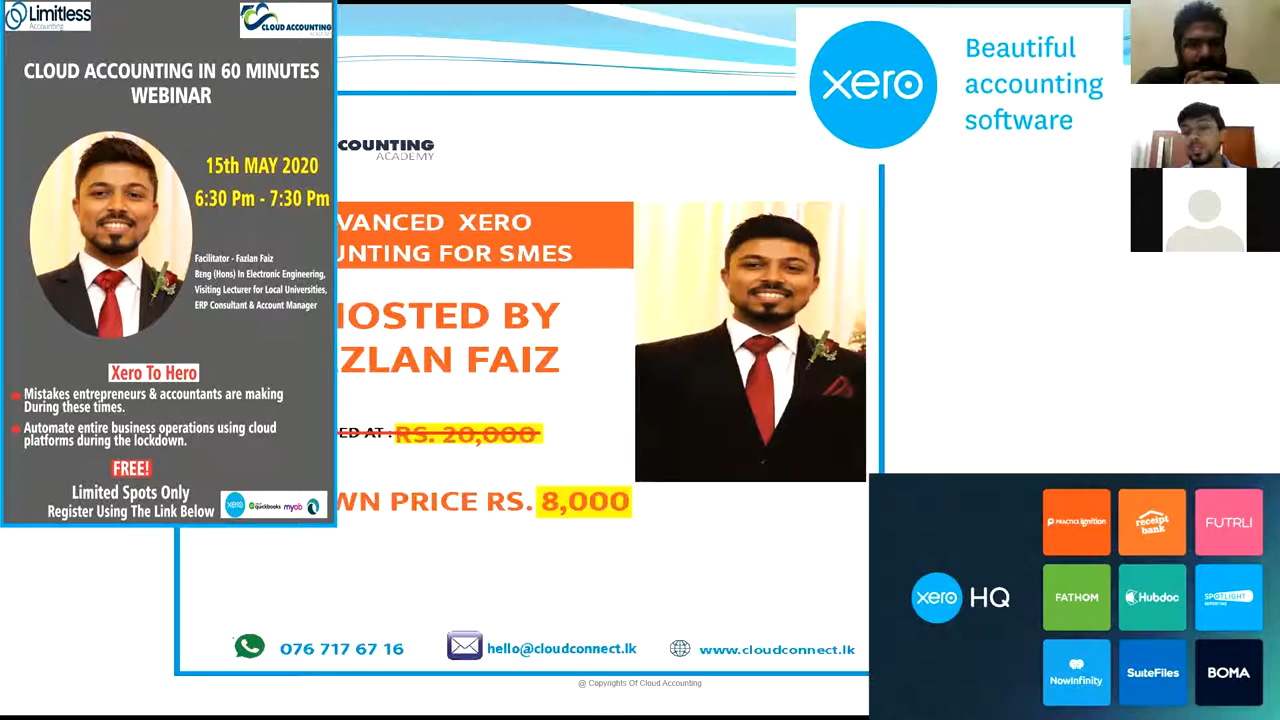 Limitless
Accounting
CLOUD ACCOUNTING
ACADEMY
CLOUD ACCOUNTING IN 60 MINUTES
WEBINAR
15th MAY 2020
6:30 Pm - 7:30 Pm
Facilitator - Fazlan Faiz
Beng (Hons) In Electronic Engineering,
Visiting Lecturer for Local Universities,
ERP Consultant & Account Manager
Xero To Hero
Mistakes entrepreneurs & accountants are making
During these times.
Automate entire business operations using cloud
platforms during the lockdown.
FREE!
Limited Spots Only
Register Using The Link Below
xero quickbooks myob
COUNTING
ACADEMY
VANCED XERO
UNTING FOR SMES
HOSTED BY
AZLAN FAIZ
ED AT : RS. 20,000
WN PRICE RS. 8,000
076 717 67 16
hello@cloudconnect.lk
www.cloudconnect.lk
@ Copyrights Of Cloud Accounting
xero
Beautiful
accounting
software
xero HQ
PRACTICE ignition
receipt
bank
FUTRLI
FATHOM
Hubdoc
SPOTLIGHT
REPORTING
NowInfinity
SuiteFiles
BOMA